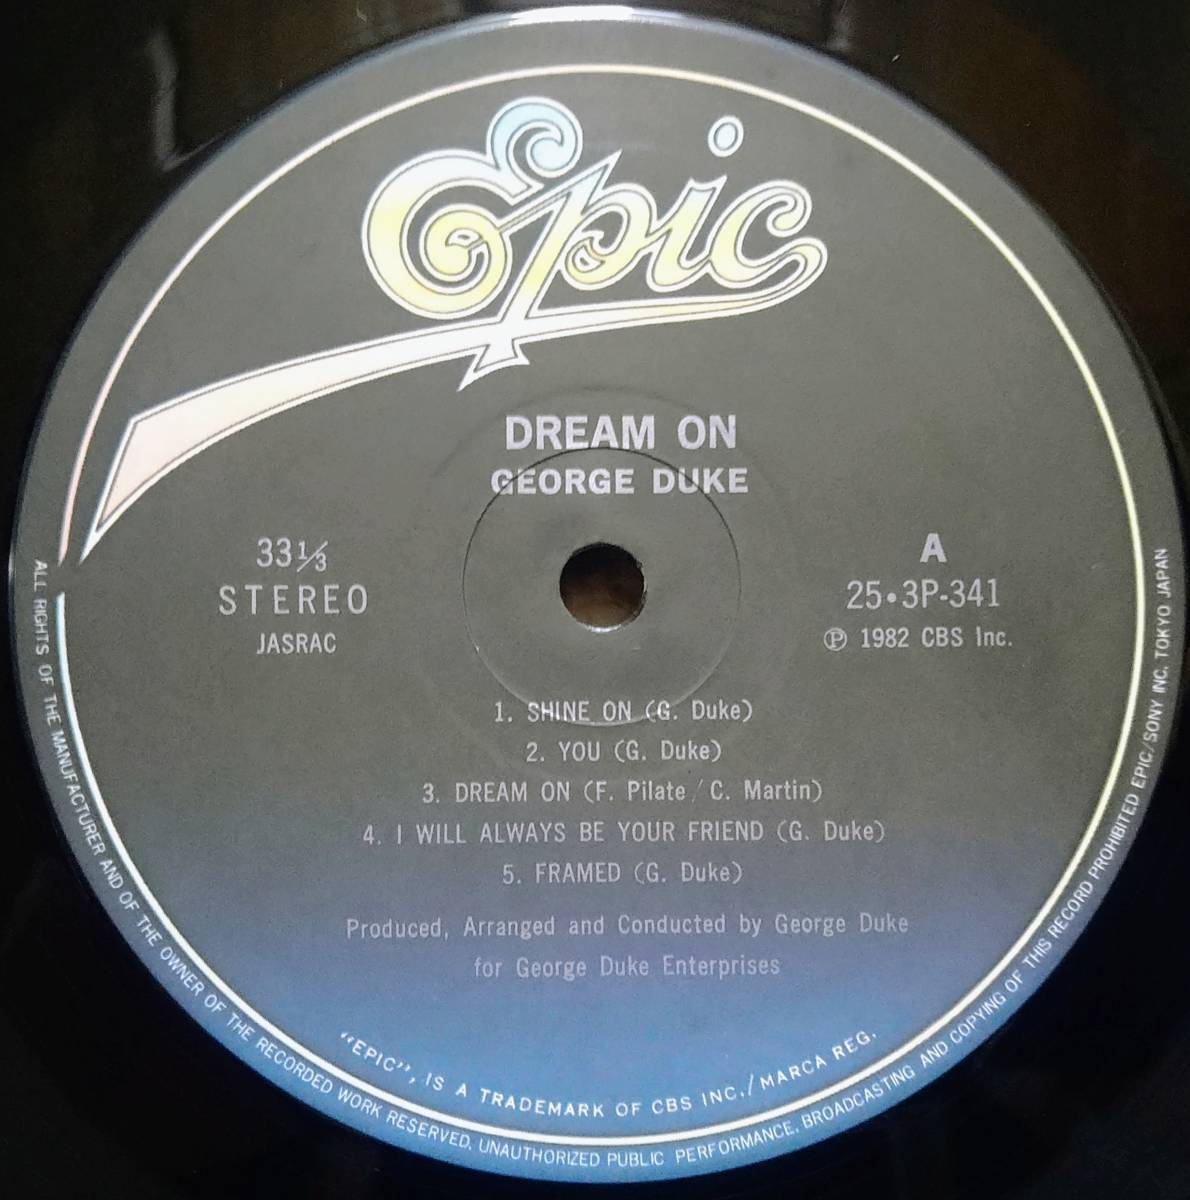 Epic
DREAM ON
GEORGE DUKE
33 1/3
STEREO
JASRAC
A
25•3P-341
Ⓟ 1982 CBS Inc.
1. SHINE ON (G. Duke)
2. YOU (G. Duke)
3. DREAM ON (F. Pilate / C. Martin)
4. I WILL ALWAYS BE YOUR FRIEND (G. Duke)
5. FRAMED (G. Duke)
Produced, Arranged and Conducted by George Duke
for George Duke Enterprises
“EPIC”, IS A TRADEMARK OF CBS INC./MARCA REG.
ALL RIGHTS OF THE MANUFACTURER AND OF THE OWNER OF THE RECORDED WORK RESERVED. UNAUTHORIZED PUBLIC PERFORMANCE. BROADCASTING AND COPYING OF THIS RECORD PROHIBITED EPIC/SONY INC. TOKYO JAPAN